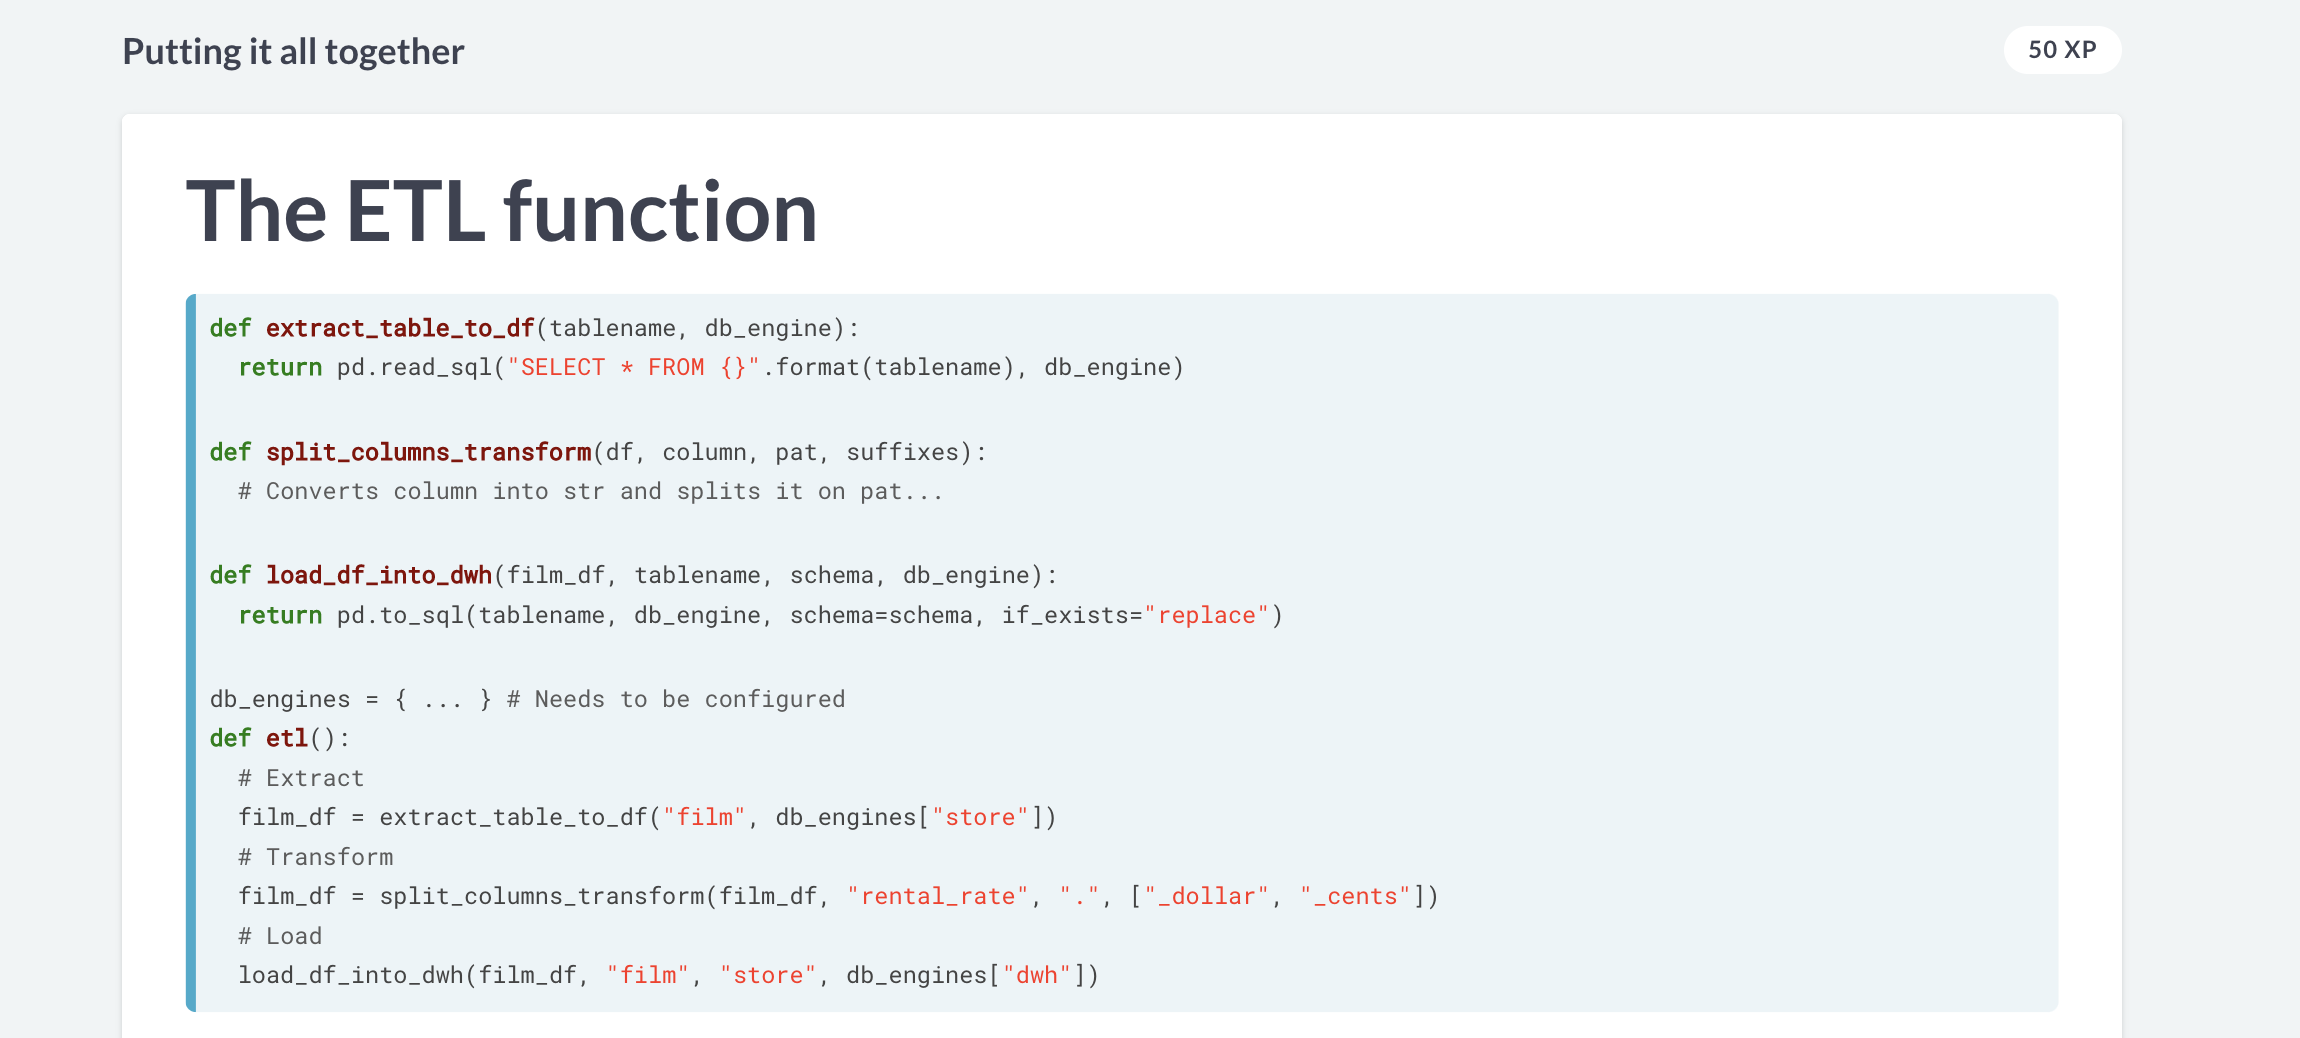 Putting it all together
50 XP
The ETL function
def extract_table_to_df(tablename, db_engine):
  return pd.read_sql("SELECT * FROM {}".format(tablename), db_engine)
def split_columns_transform(df, column, pat, suffixes):
  # Converts column into str and splits it on pat...
def load_df_into_dwh(film_df, tablename, schema, db_engine):
  return pd.to_sql(tablename, db_engine, schema=schema, if_exists="replace")
db_engines = { ... } # Needs to be configured
def etl():
  # Extract
  film_df = extract_table_to_df("film", db_engines["store"])
  # Transform
  film_df = split_columns_transform(film_df, "rental_rate", ".", ["_dollar", "_cents"])
  # Load
  load_df_into_dwh(film_df, "film", "store", db_engines["dwh"])